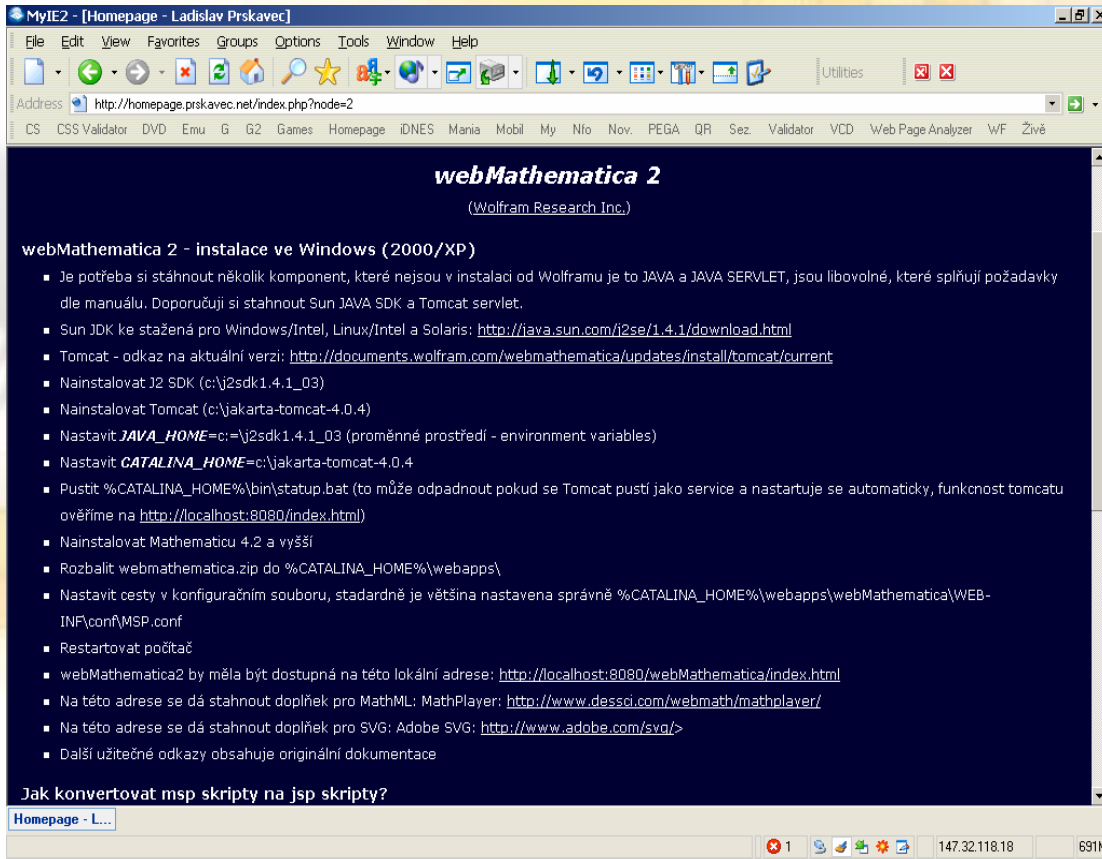 MyIE2 - [Homepage - Ladislav Prskavec]
File Edit View Favorites Groups Options Tools Window Help
Utilities
Address http://homepage.prskavec.net/index.php?node=2
CS CSS Validator DVD Emu G G2 Games Homepage iDNES Mania Mobil My Nfo Nov. PEGA QR Sez. Validator VCD Web Page Analyzer WF Živě
webMathematica 2
(Wolfram Research Inc.)
webMathematica 2 - instalace ve Windows (2000/XP)
Je potřeba si stáhnout několik komponent, které nejsou v instalaci od Wolframu je to JAVA a JAVA SERVLET, jsou libovolné, které splňují požadavky
dle manuálu. Doporučuji si stahnout Sun JAVA SDK a Tomcat servlet.
Sun JDK ke stažená pro Windows/Intel, Linux/Intel a Solaris: http://java.sun.com/j2se/1.4.1/download.html
Tomcat - odkaz na aktuální verzi: http://documents.wolfram.com/webmathematica/updates/install/tomcat/current
Nainstalovat J2 SDK (c:\j2sdk1.4.1_03)
Nainstalovat Tomcat (c:\jakarta-tomcat-4.0.4)
Nastavit JAVA_HOME=c:=\j2sdk1.4.1_03 (proměnné prostředí - environment variables)
Nastavit CATALINA_HOME=c:\jakarta-tomcat-4.0.4
Pustit %CATALINA_HOME%\bin\statup.bat (to může odpadnout pokud se Tomcat pustí jako service a nastartuje se automaticky, funkcnost tomcatu
ověříme na http://localhost:8080/index.html)
Nainstalovat Mathematicu 4.2 a vyšší
Rozbalit webmathematica.zip do %CATALINA_HOME%\webapps\
Nastavit cesty v konfiguračním souboru, stadardně je většina nastavena správně %CATALINA_HOME%\webapps\webMathematica\WEB-
INF\conf\MSP.conf
Restartovat počítač
webMathematica2 by měla být dostupná na této lokální adrese: http://localhost:8080/webMathematica/index.html
Na této adrese se dá stahnout doplňek pro MathML: MathPlayer: http://www.dessci.com/webmath/mathplayer/
Na této adrese se dá stahnout doplňek pro SVG: Adobe SVG: http://www.adobe.com/svg/>
Další užitečné odkazy obsahuje originální dokumentace
Jak konvertovat msp skripty na jsp skripty?
Homepage - L...
1 147.32.118.18 691